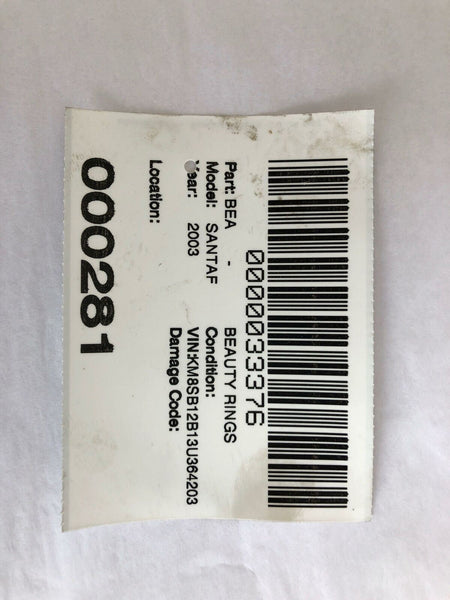 0000033376
Part: BEA - BEAUTY RINGS
Model: SANTAF Condition:
Year: 2003 VIN:KM8SB12B13U364203
Damage Code:
Location:
000281